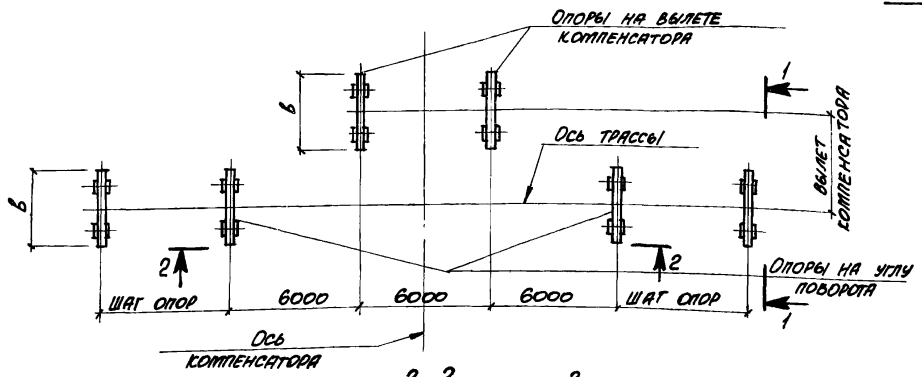 ОПОРЫ НА ВЫЛЕТЕ
КОМПЕНСАТОРА
1
В
ОСЬ ТРАССЫ
ВЫЛЕТ
КОМПЕНСАТОРА
В
2
2
ОПОРЫ НА УГЛУ
ПОВОРОТА
ШАГ ОПОР
6000
6000
6000
ШАГ ОПОР
1
ОСЬ
КОМПЕНСАТОРА